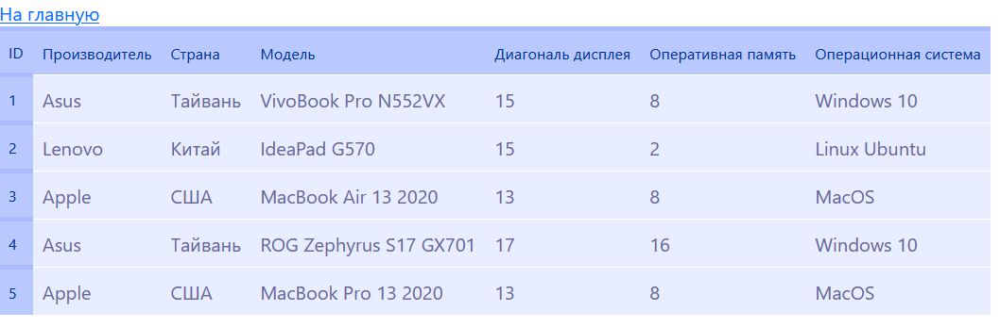 На главную
ID Производитель Страна Модель Диагональ дисплея Оперативная память Операционная система
1 Asus Тайвань VivoBook Pro N552VX 15 8 Windows 10
2 Lenovo Китай IdeaPad G570 15 2 Linux Ubuntu
3 Apple США MacBook Air 13 2020 13 8 MacOS
4 Asus Тайвань ROG Zephyrus S17 GX701 17 16 Windows 10
5 Apple США MacBook Pro 13 2020 13 8 MacOS